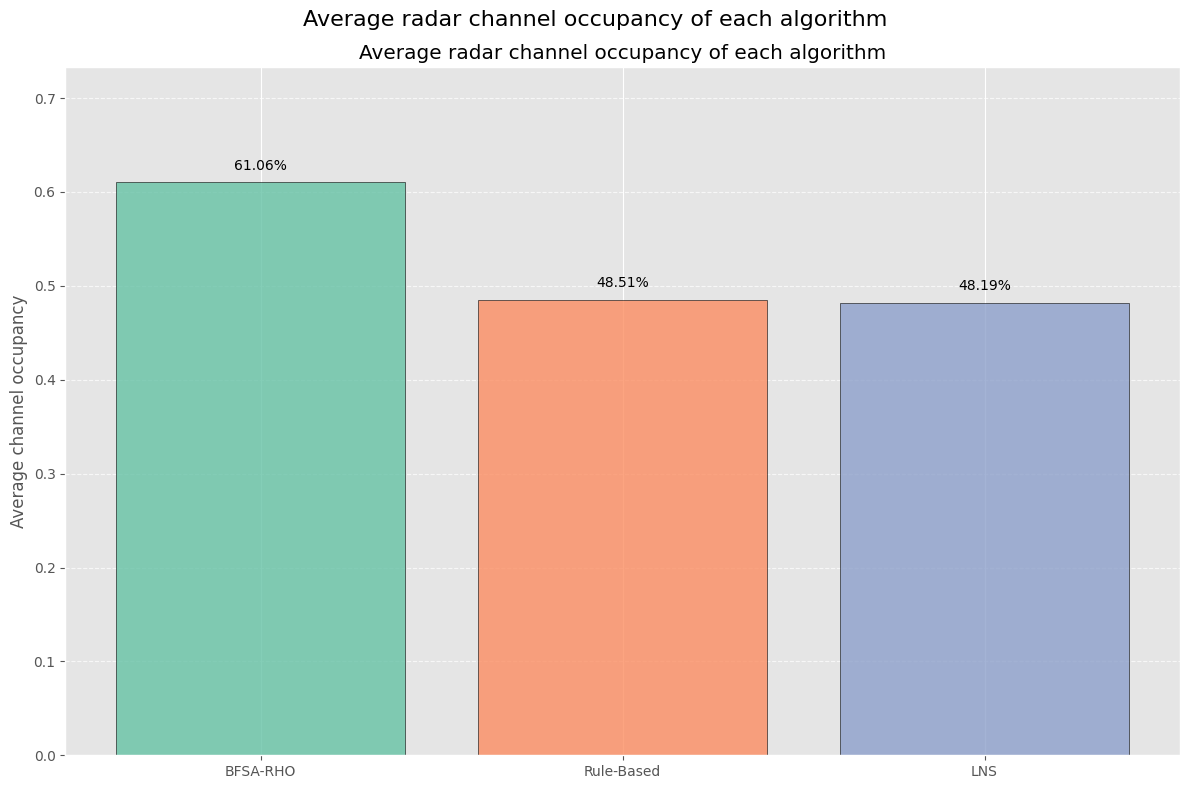 Average radar channel occupancy of each algorithm
Average radar channel occupancy of each algorithm
Average channel occupancy
0.7
0.6
0.5
0.4
0.3
0.2
0.1
0.0
61.06%
48.51%
48.19%
BFSA-RHO
Rule-Based
LNS